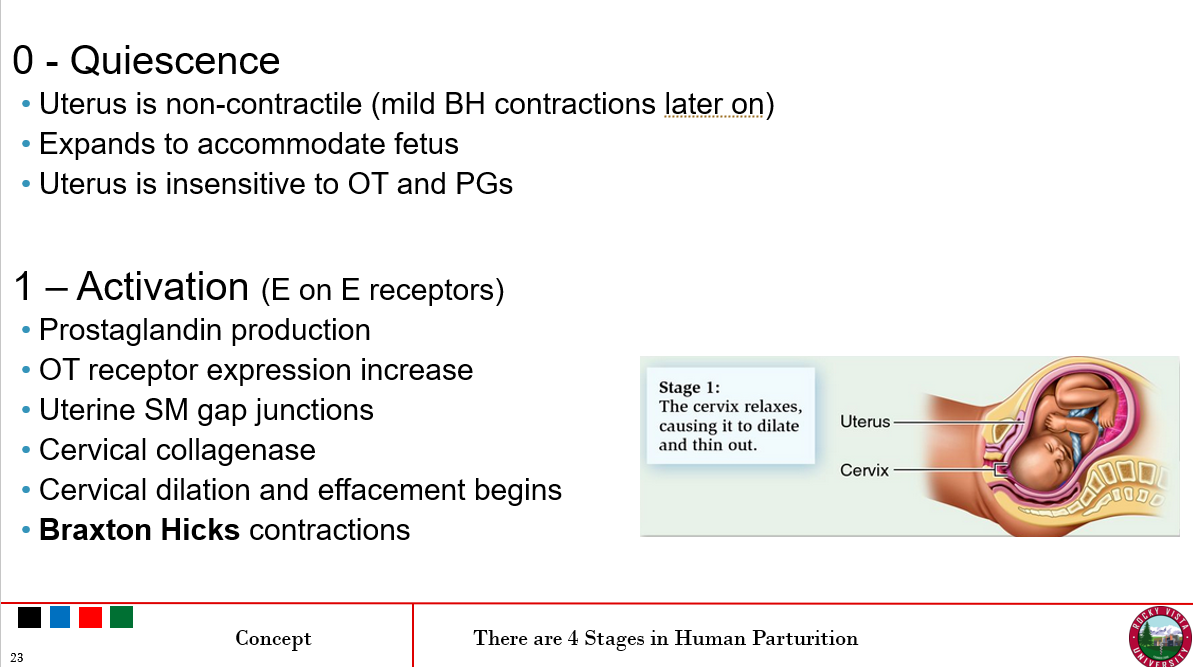 0 - Quiescence
• Uterus is non-contractile (mild BH contractions later on)
• Expands to accommodate fetus
• Uterus is insensitive to OT and PGs
1 – Activation (E on E receptors)
• Prostaglandin production
• OT receptor expression increase
• Uterine SM gap junctions
• Cervical collagenase
• Cervical dilation and effacement begins
• Braxton Hicks contractions
Stage 1:
The cervix relaxes,
causing it to dilate
and thin out.
Uterus
Cervix
Concept
There are 4 Stages in Human Parturition
23
ROCKY VISTA
UNIVERSITY